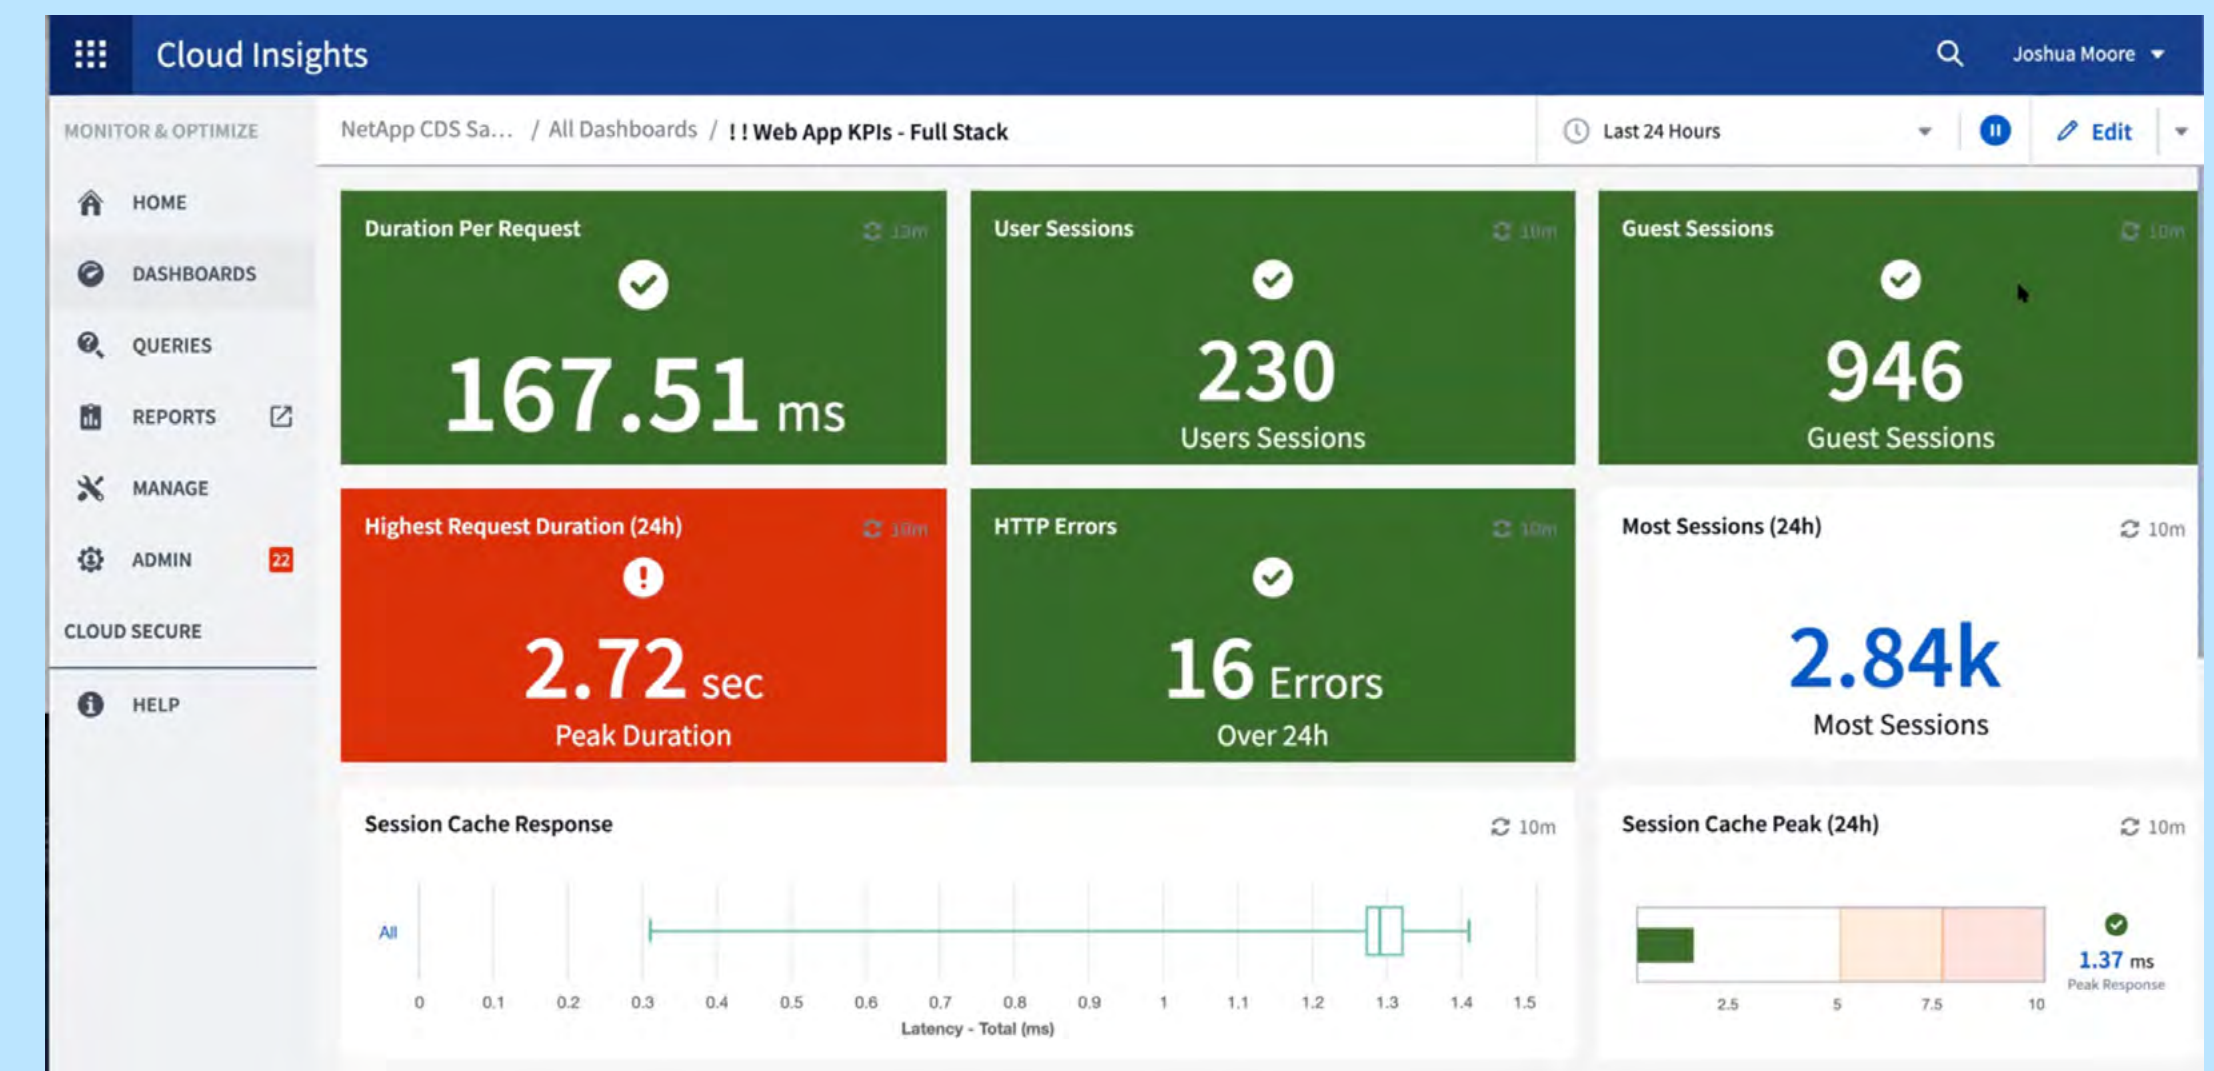 Cloud Insights
Joshua Moore
MONITOR & OPTIMIZE
NetApp CDS Sa... / All Dashboards / !! Web App KPIs - Full Stack
Last 24 Hours
Edit
HOME
DASHBOARDS
QUERIES
REPORTS
MANAGE
ADMIN 22
CLOUD SECURE
HELP
Duration Per Request
167.51 ms
User Sessions 10m
230
Users Sessions
Guest Sessions 10m
946
Guest Sessions
Highest Request Duration (24h) 10m
2.72 sec
Peak Duration
HTTP Errors 10m
16 Errors
Over 24h
Most Sessions (24h) 10m
2.84k
Most Sessions
Session Cache Response 10m
All
0 0.1 0.2 0.3 0.4 0.5 0.6 0.7 0.8 0.9 1 1.1 1.2 1.3 1.4 1.5
Latency - Total (ms)
Session Cache Peak (24h) 10m
1.37 ms
Peak Response
2.5 5 7.5 10